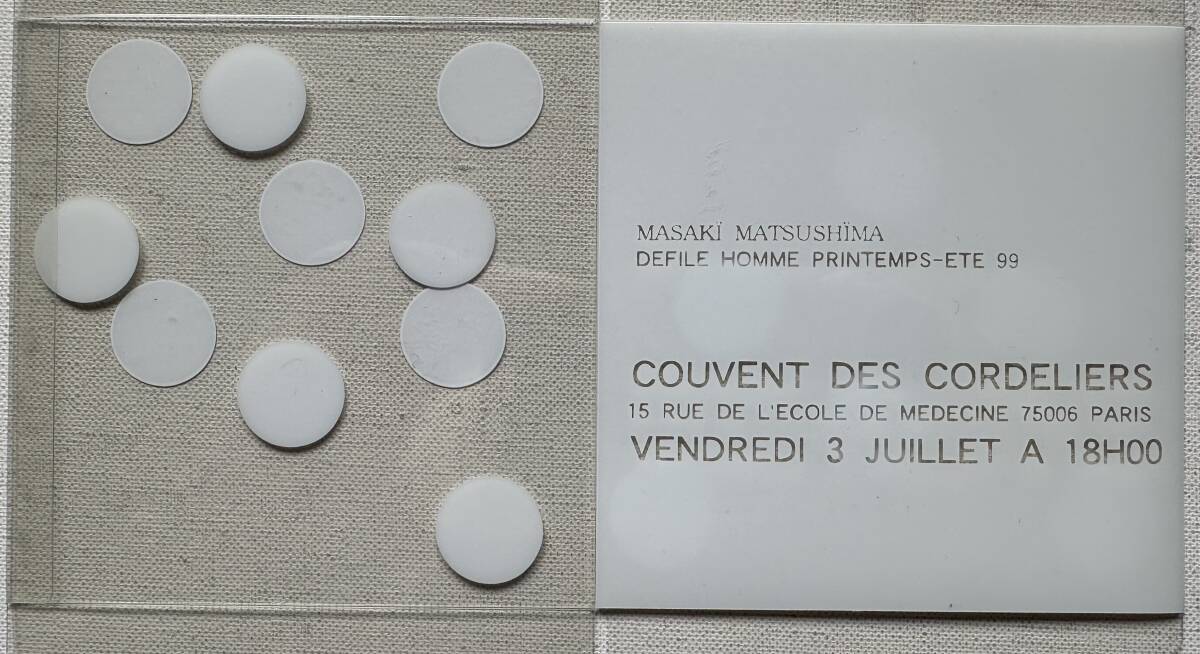 MASAKÏ MATSUSHÏMA
DEFILE HOMME PRINTEMPS-ETE 99
COUVENT DES CORDELIERS
15 RUE DE L'ECOLE DE MEDECINE 75006 PARIS
VENDREDI 3 JUILLET A 18H00